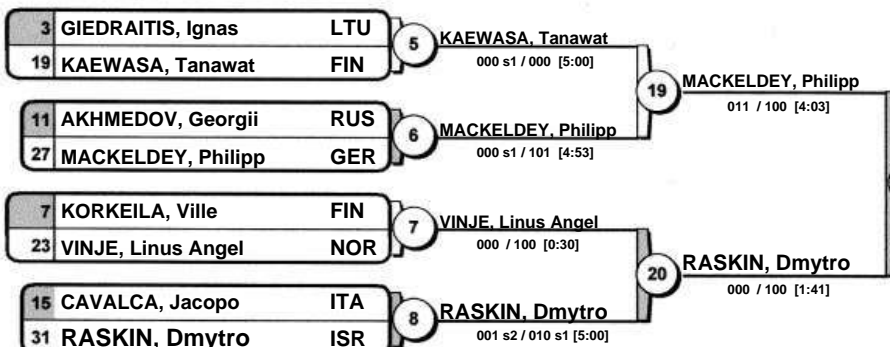 3 GIEDRAITIS, Ignas LTU
19 KAEWASA, Tanawat FIN
5
KAEWASA, Tanawat
000 s1 / 000 [5:00]
11 AKHMEDOV, Georgii RUS
27 MACKELDEY, Philipp GER
6
MACKELDEY, Philipp
000 s1 / 101 [4:53]
19
MACKELDEY, Philipp
011 / 100 [4:03]
7 KORKEILA, Ville FIN
23 VINJE, Linus Angel NOR
7
VINJE, Linus Angel
000 / 100 [0:30]
15 CAVALCA, Jacopo ITA
31 RASKIN, Dmytro ISR
8
RASKIN, Dmytro
001 s2 / 010 s1 [5:00]
20
RASKIN, Dmytro
000 / 100 [1:41]